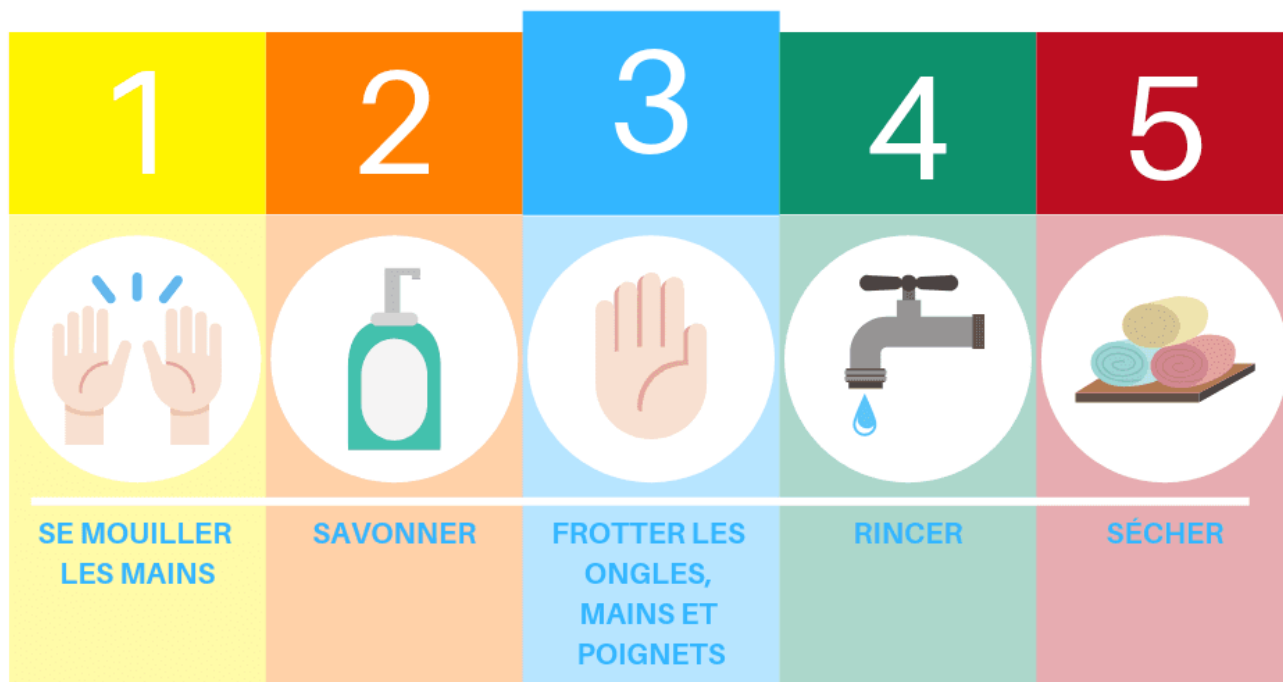 1
2
3
4
5
SE MOUILLER
LES MAINS
SAVONNER
FROTTER LES
ONGLES,
MAINS ET
POIGNETS
RINCER
SÉCHER